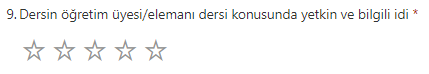 9. Dersin öğretim üyesi/elemanı dersi konusunda yetkin ve bilgili idi *